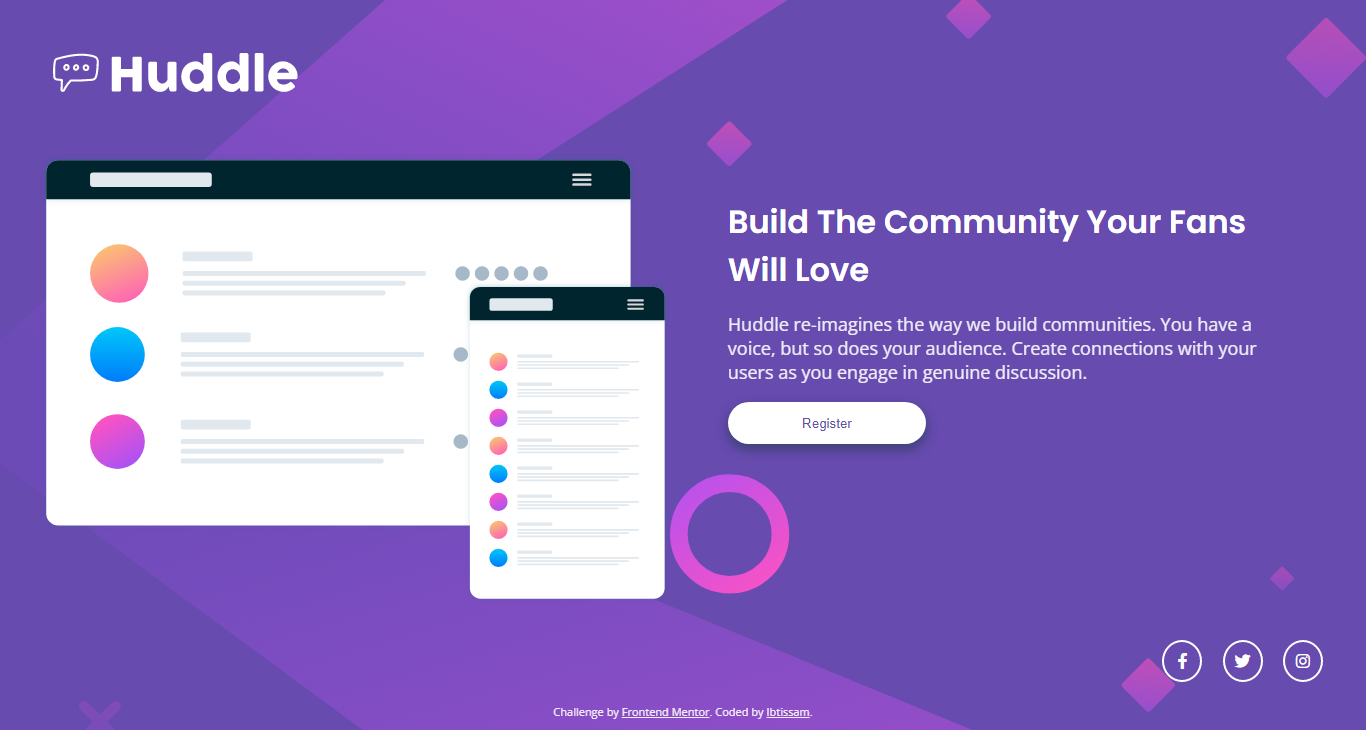 Huddle
Build The Community Your Fans
Will Love
Huddle re-imagines the way we build communities. You have a
voice, but so does your audience. Create connections with your
users as you engage in genuine discussion.
Register
Challenge by Frontend Mentor. Coded by Ibtissam.